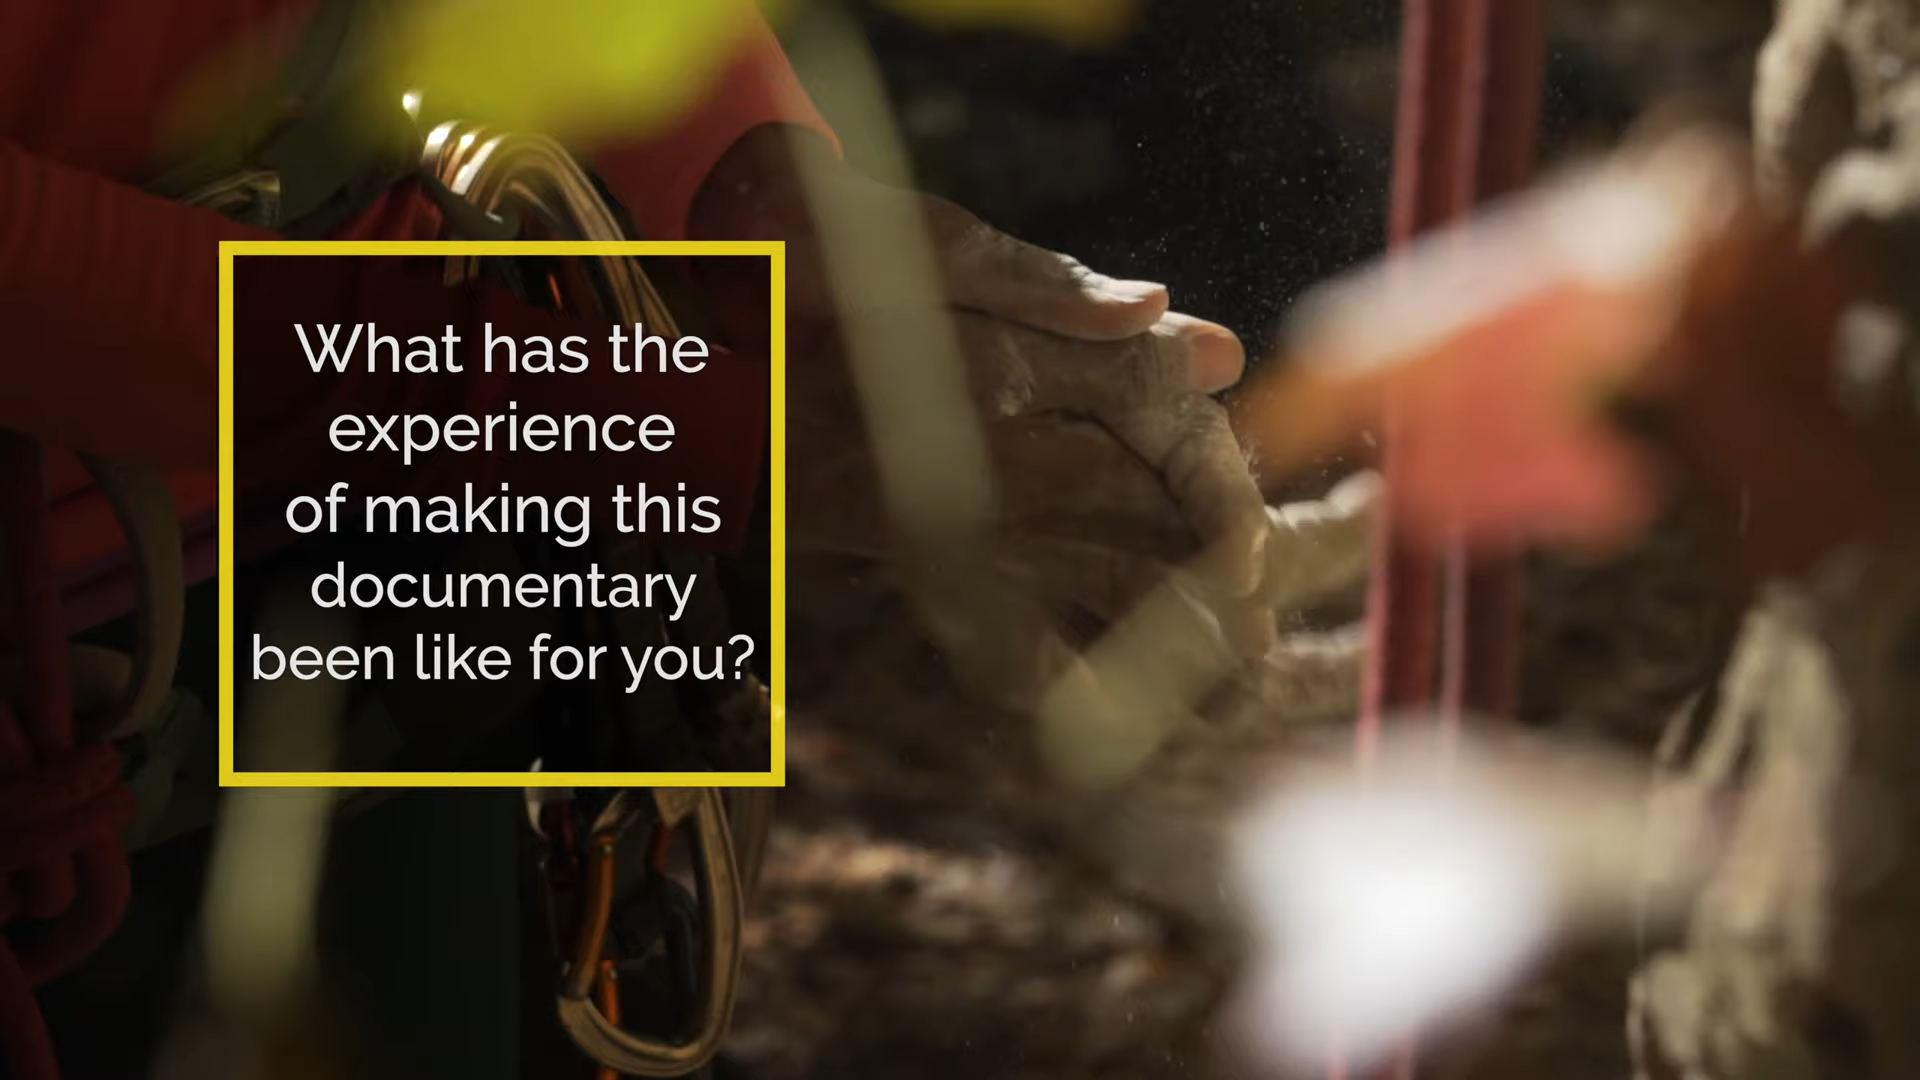 What has the
experience
of making this
documentary
been like for you?